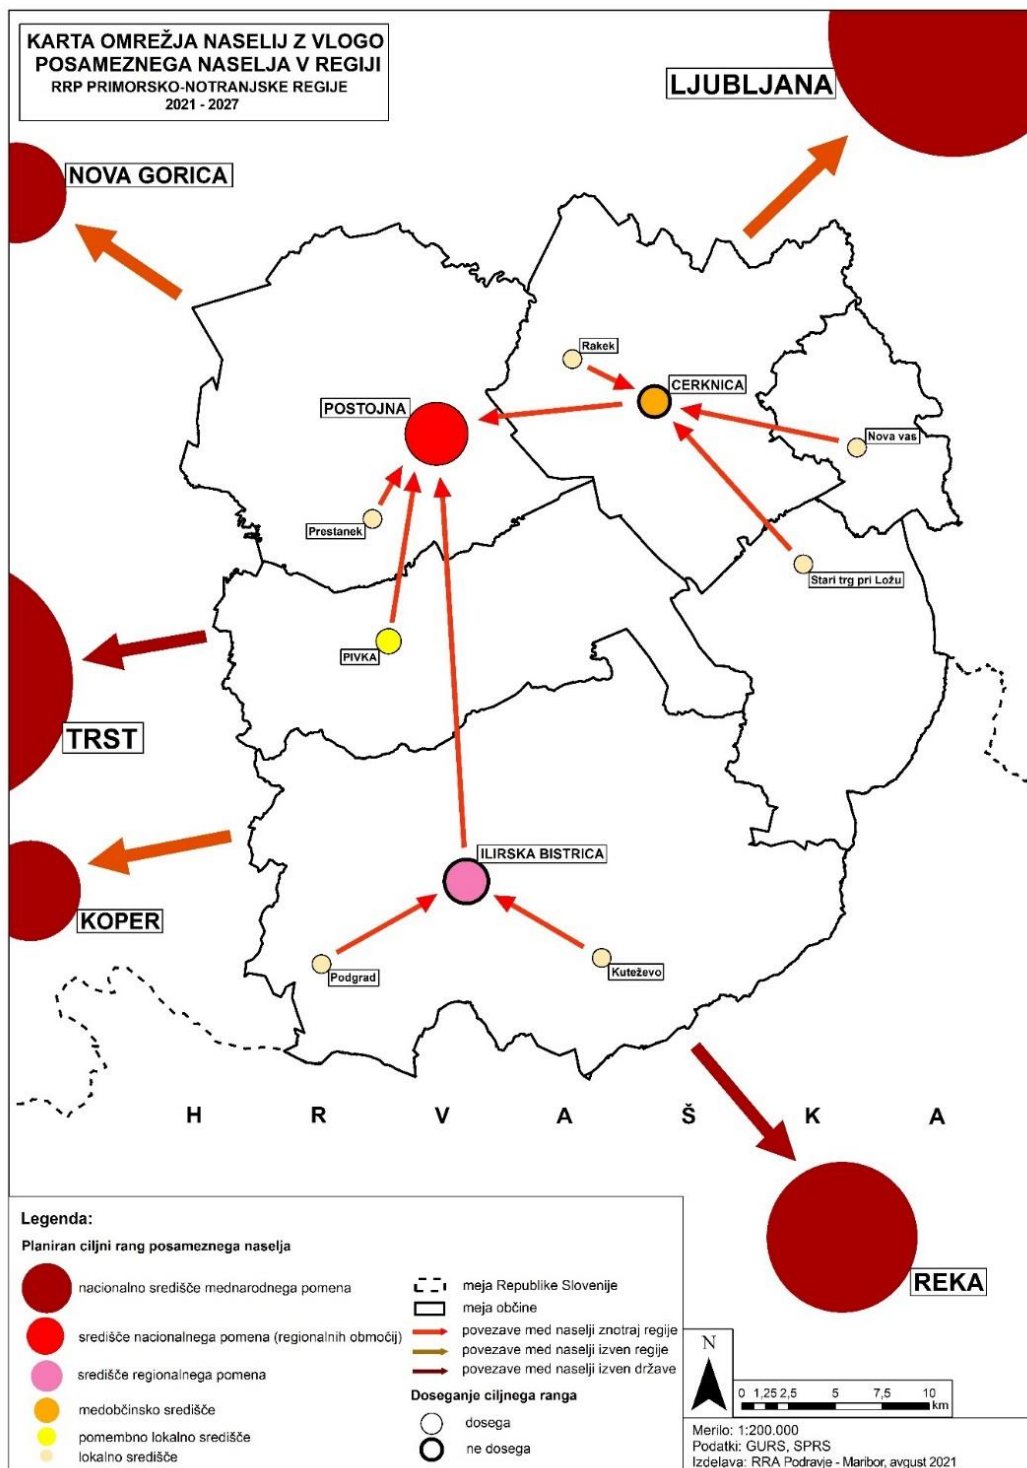 KARTA OMREŽJA NASELIJ Z VLOGO
POSAMEZNEGA NASELJA V REGIJI
RRP PRIMORSKO-NOTRANJSKE REGIJE
2021 - 2027
LJUBLJANA
NOVA GORICA
Rakek
CERKNICA
POSTOJNA
Nova vas
Prestanek
Stari trg pri Ložu
PIVKA
TRST
ILIRSKA BISTRICA
KOPER
Podgrad
Kuteževo
H R V A Š K A
REKA
Legenda:
Planiran ciljni rang posameznega naselja
nacionalno središče mednarodnega pomena
središče nacionalnega pomena (regionalnih območij)
središče regionalnega pomena
medobčinsko središče
pomembno lokalno središče
lokalno središče
meja Republike Slovenije
meja občine
povezave med naselji znotraj regije
povezave med naselji izven regije
povezave med naselji izven države
Doseganje ciljnega ranga
dosega
ne dosega
N
0 1,25 2,5 5 7,5 10
km
Merilo: 1:200.000
Podatki: GURS, SPRS
Izdelava: RRA Podravje - Maribor, avgust 2021